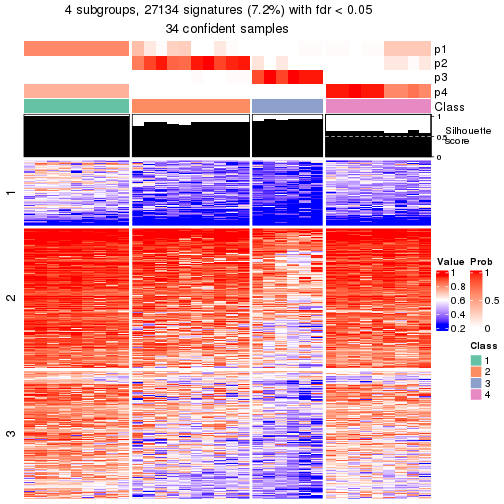 4 subgroups, 27134 signatures (7.2%) with fdr < 0.05
34 confident samples
p1
p2
p3
p4
Class
1
0.5
0
Silhouette
score
1
2
3
Value
1
0.8
0.6
0.4
0.2
Prob
1
0.5
0
Class
1
2
3
4